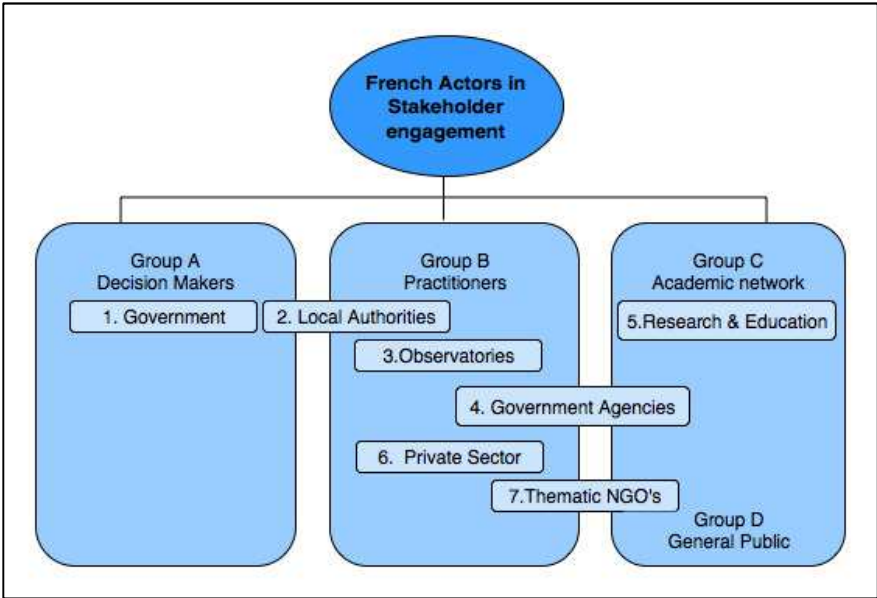 French Actors in
Stakeholder
engagement
Group A
Decision Makers
Group B
Practitioners
Group C
Academic network
1. Government
2. Local Authorities
5.Research & Education
3.Observatories
4. Government Agencies
6. Private Sector
7.Thematic NGO's
Group D
General Public